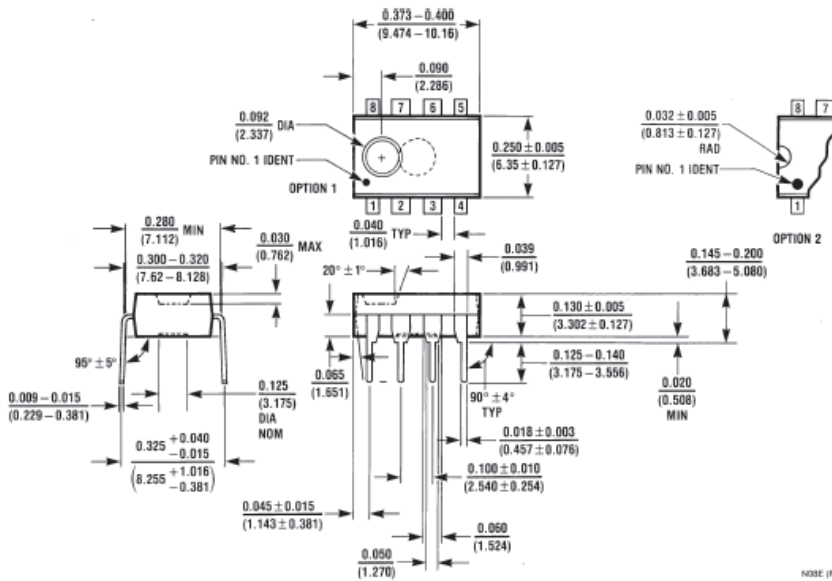 0.373 – 0.400
(9.474 – 10.16)
0.090
(2.286)
8 7 6 5
0.092 DIA
(2.337)
PIN NO. 1 IDENT
OPTION 1
1 2 3 4
0.250 ± 0.005
(6.35 ± 0.127)
0.032 ± 0.005
(0.813 ± 0.127)
RAD
PIN NO. 1 IDENT
8 7
1
OPTION 2
0.280 MIN
(7.112)
0.300 – 0.320
(7.62 – 8.128)
0.030 MAX
(0.762)
0.040 TYP
(1.016)
20° ± 1°
0.039
(0.991)
0.145 – 0.200
(3.683 – 5.080)
0.130 ± 0.005
(3.302 ± 0.127)
0.125 – 0.140
(3.175 – 3.556)
0.020
(0.508)
MIN
95° ± 5°
0.009 – 0.015
(0.229 – 0.381)
0.125
(3.175)
DIA
NOM
0.065
(1.651)
90° ± 4°
TYP
0.018 ± 0.003
(0.457 ± 0.076)
0.325 +0.040 –0.015
(8.255 +1.016 –0.381)
0.100 ± 0.010
(2.540 ± 0.254)
0.045 ± 0.015
(1.143 ± 0.381)
0.060
(1.524)
0.050
(1.270)